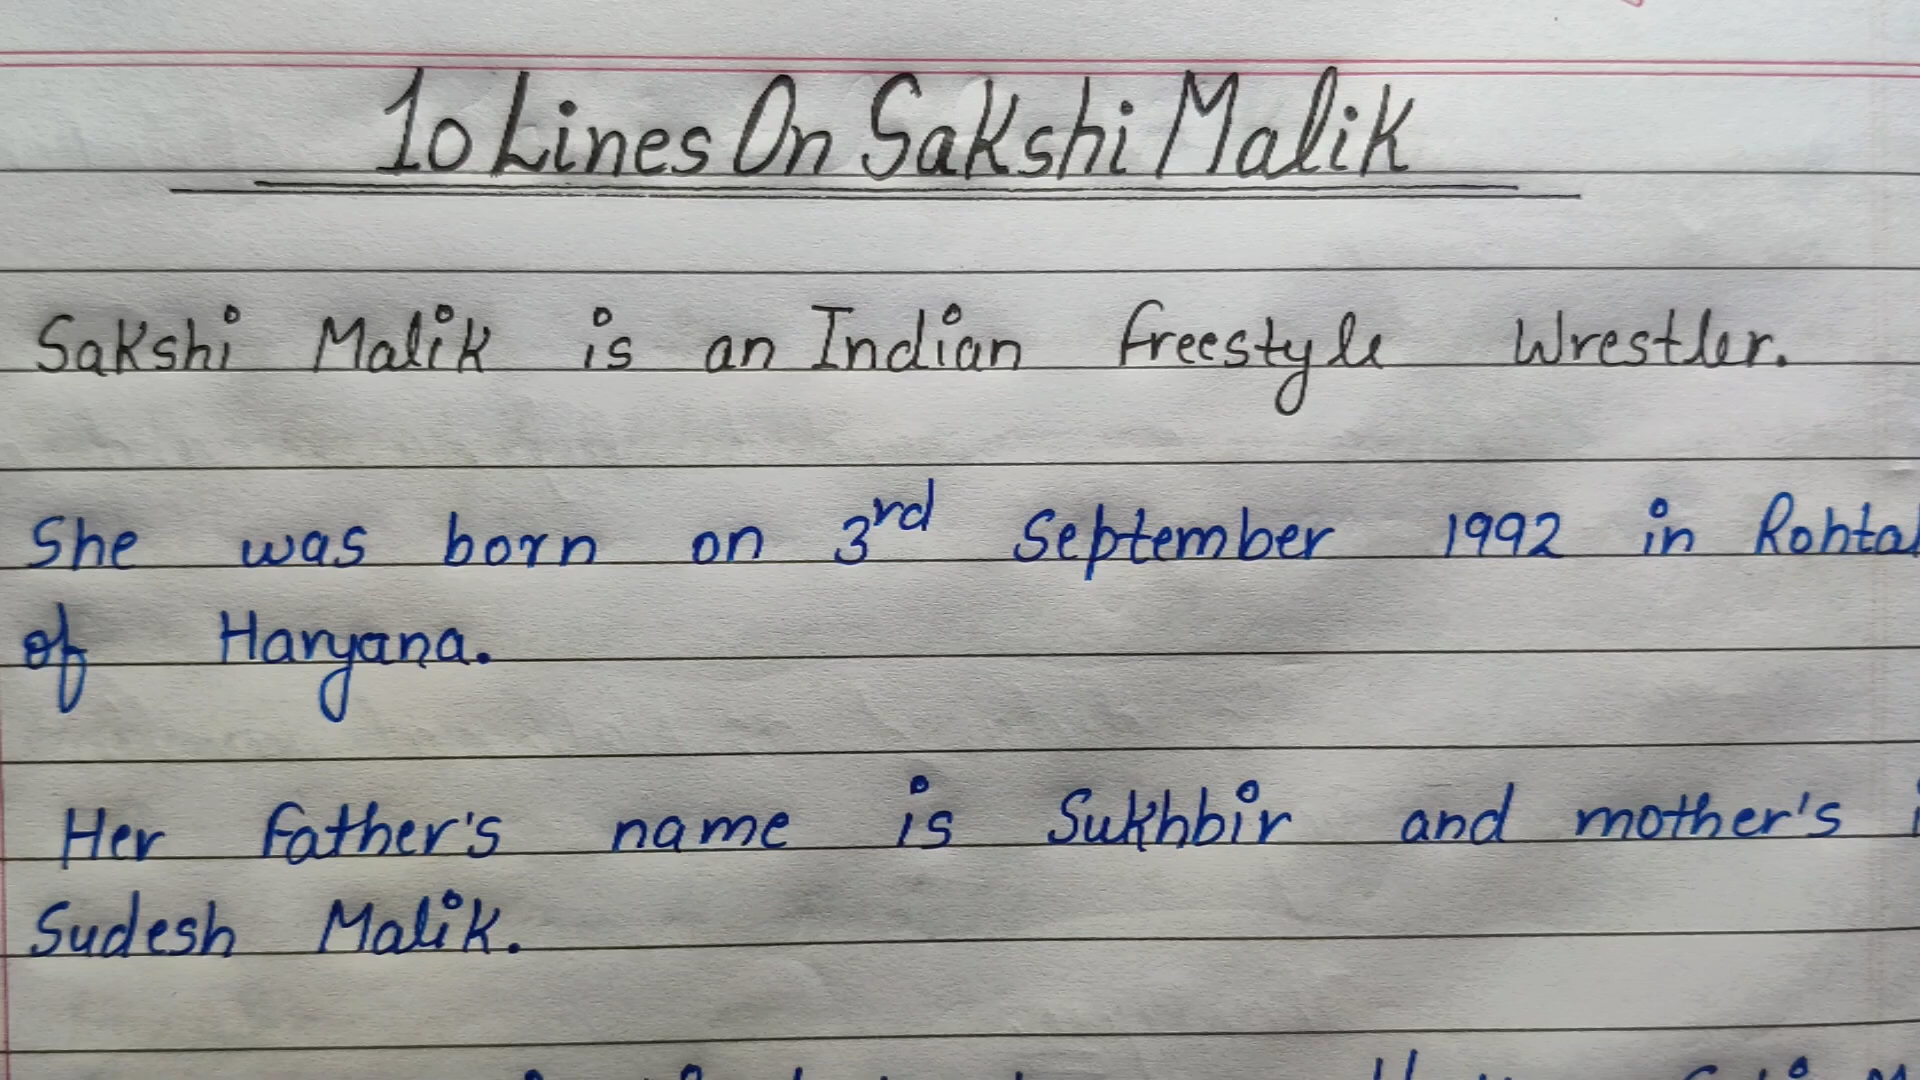 10 Lines On Sakshi Malik
Sakshi Malik is an Indian freestyle Wrestler.
She was born on 3rd September 1992 in
of Haryana.
Her father's name is Sukhbir and mother's
Sudesh Malik.